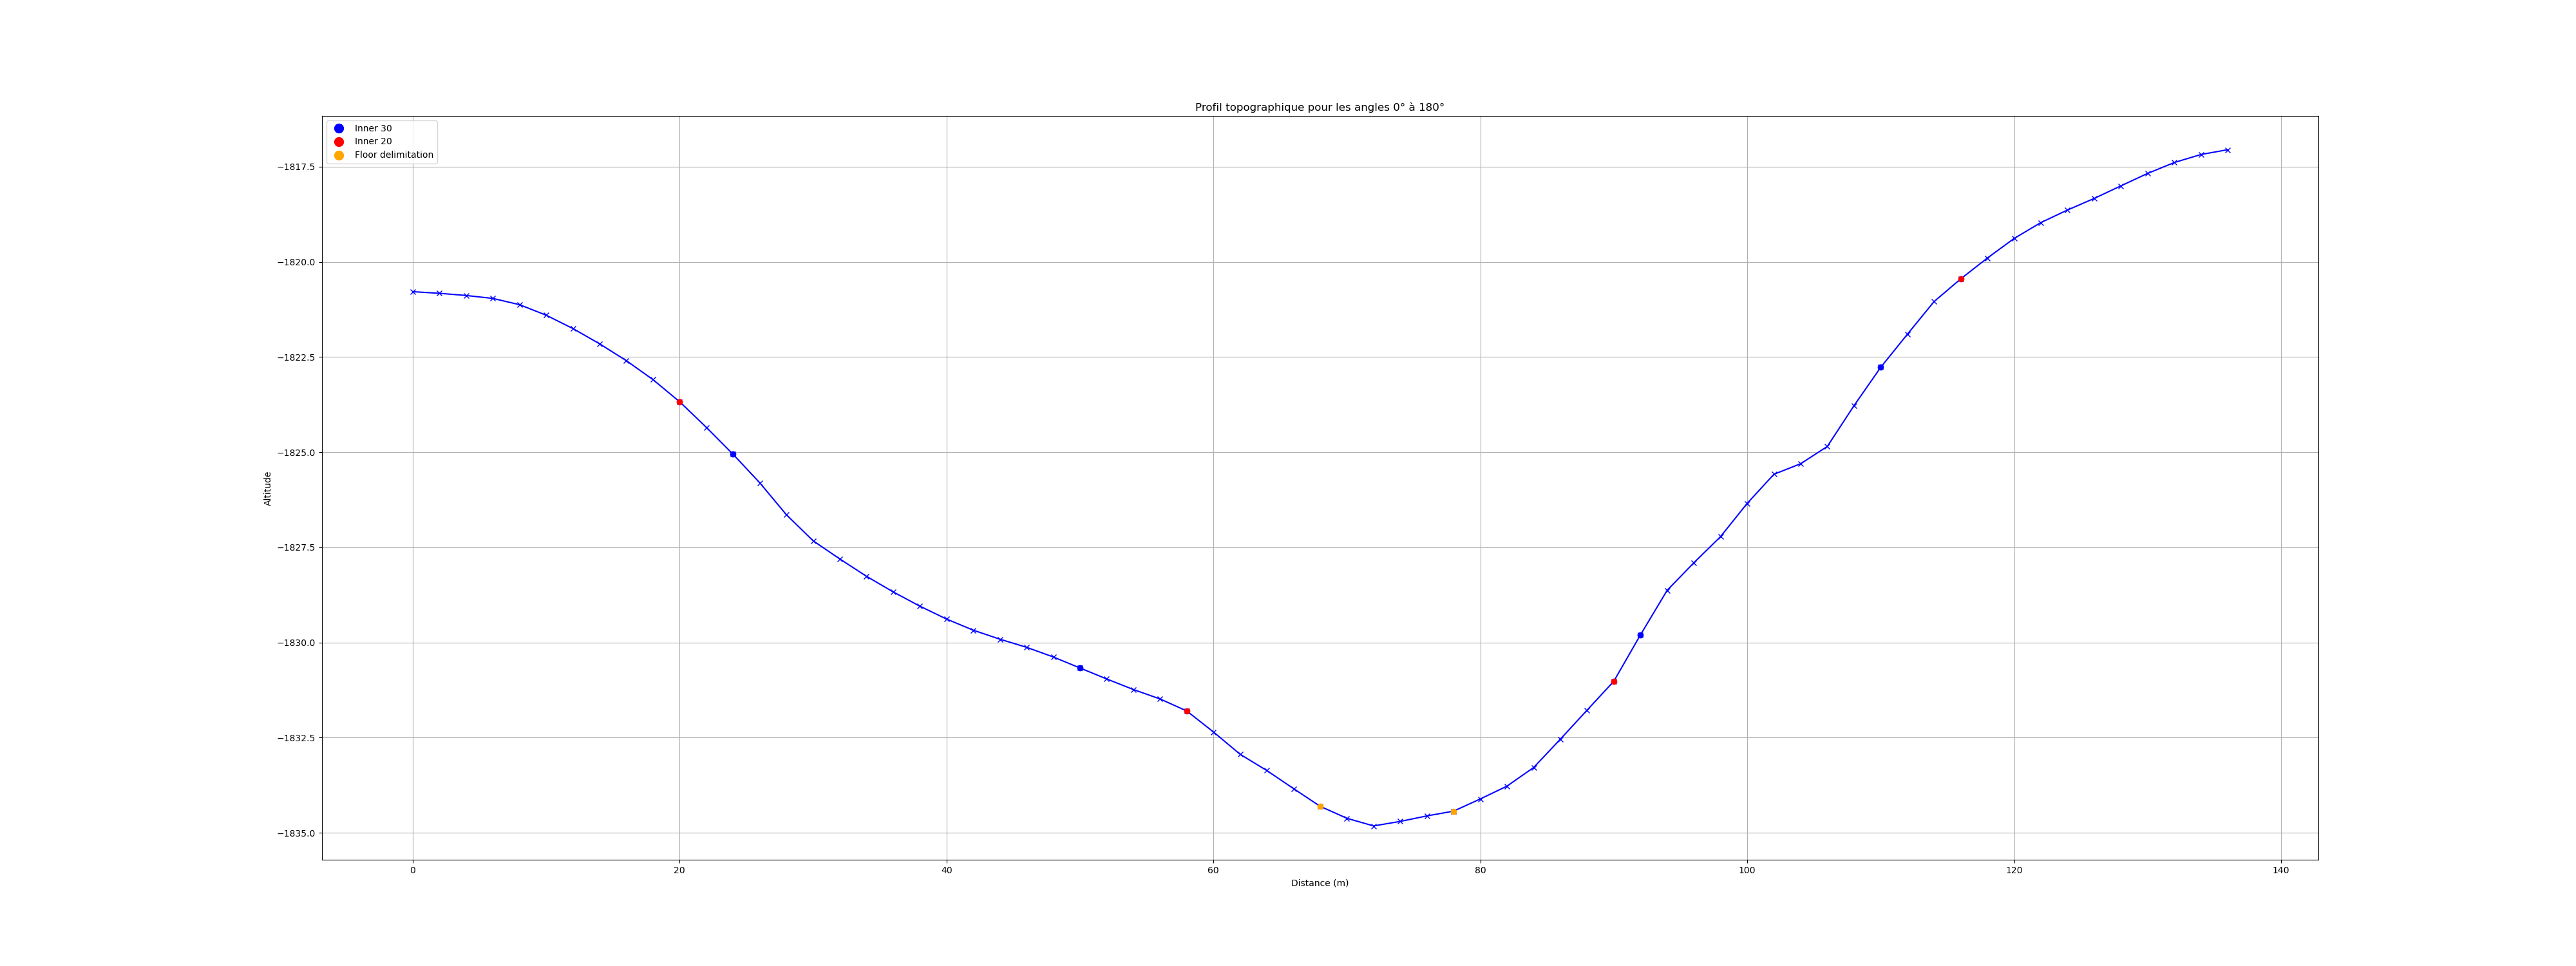 Profil topographique pour les angles 0° à 180°
Inner 30
Inner 20
Floor delimitation
−1817.5
−1820.0
−1822.5
−1825.0
−1827.5
−1830.0
−1832.5
−1835.0
Altitude
0 20 40 60 80 100 120 140
Distance (m)